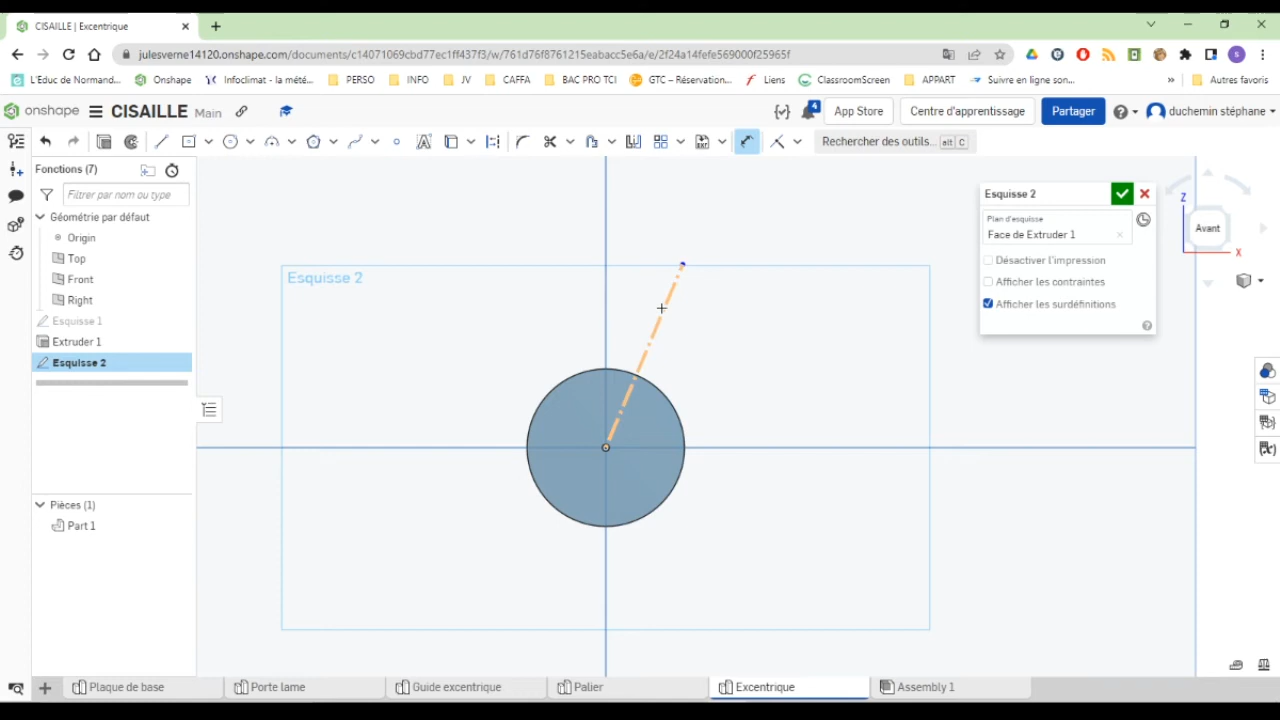 CISAILLE | Excentrique
julesverne14120.onshape.com/documents/c14071069cbd77ec1ff437f3/w/761d76f8761215eabacc5e6a/e/2f24a14fefe569000f25965f
S
L'Educ de Normand...
Onshape
Infoclimat - la mété...
PERSO
INFO
JV
CAFFA
BAC PRO TCI
GTC – Réservation...
Liens
ClassroomScreen
APPART
Suivre en ligne son...
»
Autres favoris
onshape
CISAILLE Main
4
App Store
Centre d'apprentissage
Partager
duchemin stéphane
Rechercher des outils... alt C
Fonctions (7)
Filtrer par nom ou type
Géométrie par défaut
Origin
Top
Front
Right
Esquisse 1
Extruder 1
Esquisse 2
Pièces (1)
Part 1
Esquisse 2
Esquisse 2
Plan d'esquisse
Face de Extruder 1
Désactiver l'impression
Afficher les contraintes
Afficher les surdéfinitions
Z
Avant
X
Plaque de base
Porte lame
Guide excentrique
Palier
Excentrique
Assembly 1